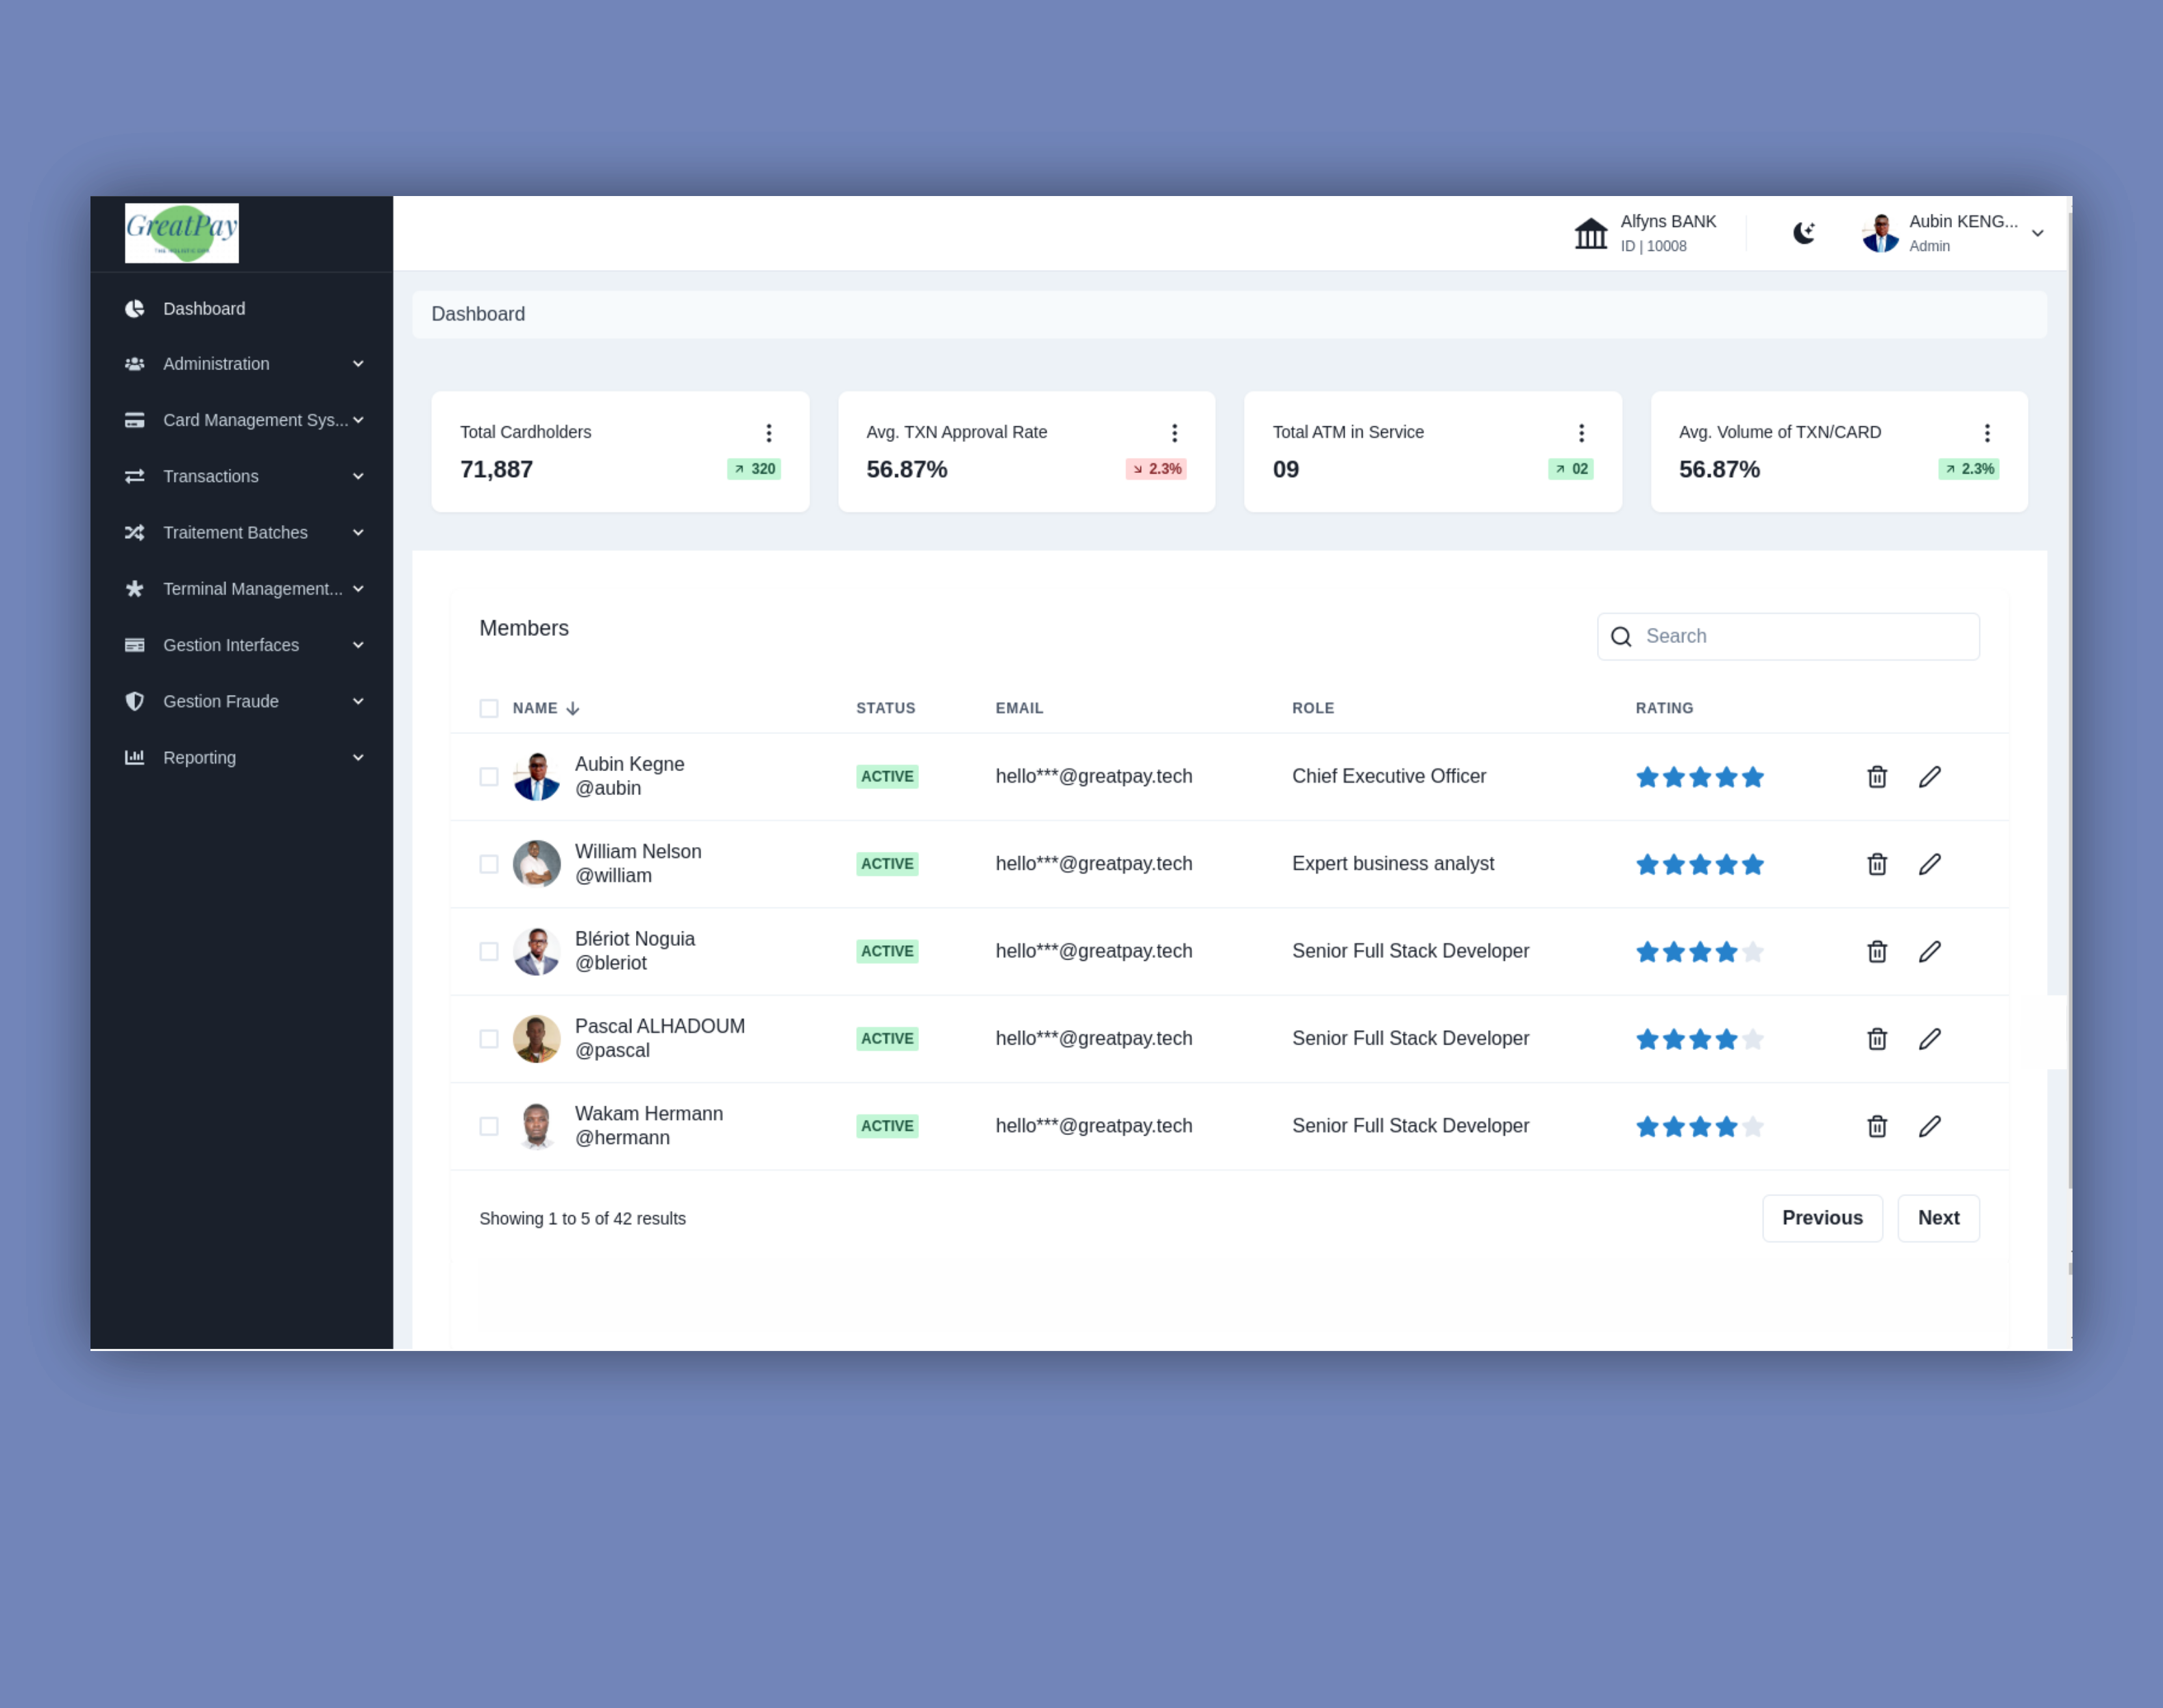 GreatPay
Alfyns BANK
ID | 10008
Aubin KENG...
Admin
Dashboard
Administration
Card Management Sys...
Transactions
Traitement Batches
Terminal Management...
Gestion Interfaces
Gestion Fraude
Reporting
Dashboard
Total Cardholders
71,887
320
Avg. TXN Approval Rate
56.87%
2.3%
Total ATM in Service
09
02
Avg. Volume of TXN/CARD
56.87%
2.3%
Members
Search
NAME STATUS EMAIL ROLE RATING
Aubin Kegne
@aubin
ACTIVE
hello***@greatpay.tech
Chief Executive Officer
William Nelson
@william
ACTIVE
hello***@greatpay.tech
Expert business analyst
Blériot Noguia
@bleriot
ACTIVE
hello***@greatpay.tech
Senior Full Stack Developer
Pascal ALHADOUM
@pascal
ACTIVE
hello***@greatpay.tech
Senior Full Stack Developer
Wakam Hermann
@hermann
ACTIVE
hello***@greatpay.tech
Senior Full Stack Developer
Showing 1 to 5 of 42 results
Previous
Next